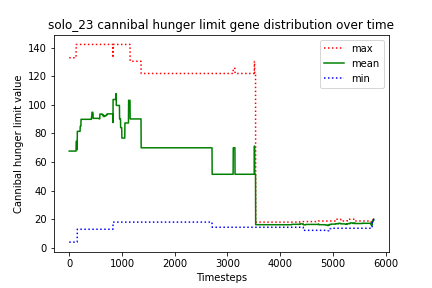 solo_23 cannibal hunger limit gene distribution over time
Cannibal hunger limit value
140
120
100
80
60
40
20
0
max
mean
min
0 1000 2000 3000 4000 5000 6000
Timesteps